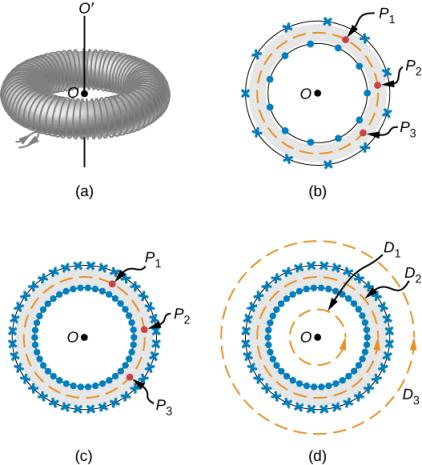 O′
O
(a)
P₁
P₂
O
P₃
(b)
P₁
P₂
O
P₃
(c)
D₁
D₂
O
D₃
(d)